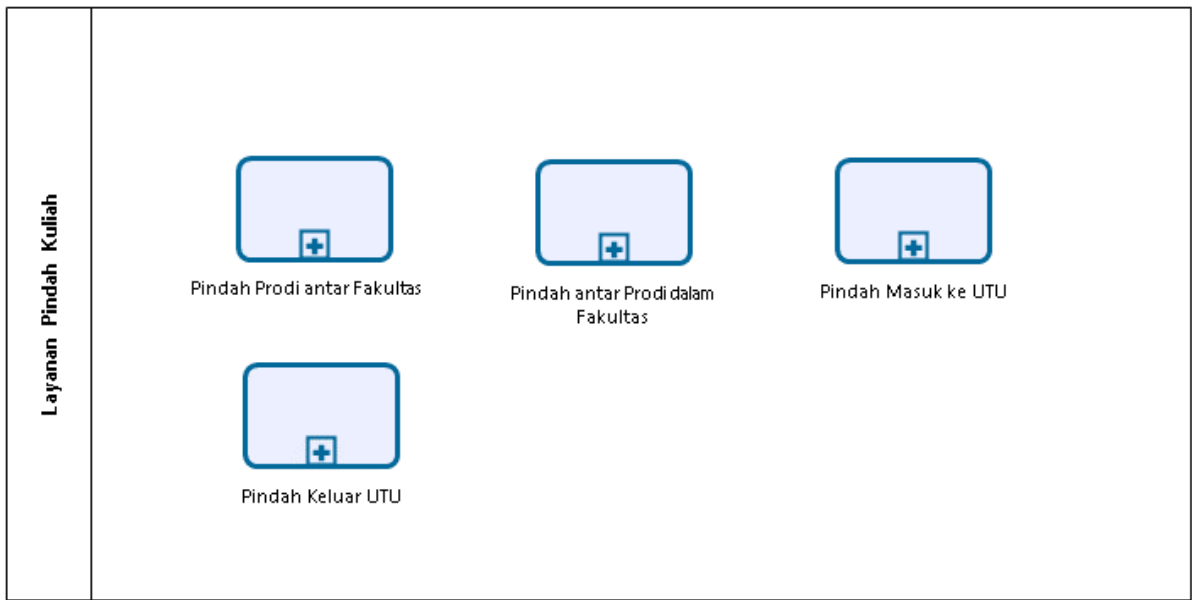 Layanan Pindah Kuliah
Pindah Prodi antar Fakultas
Pindah antar Prodi dalam
Fakultas
Pindah Masuk ke UTU
Pindah Keluar UTU